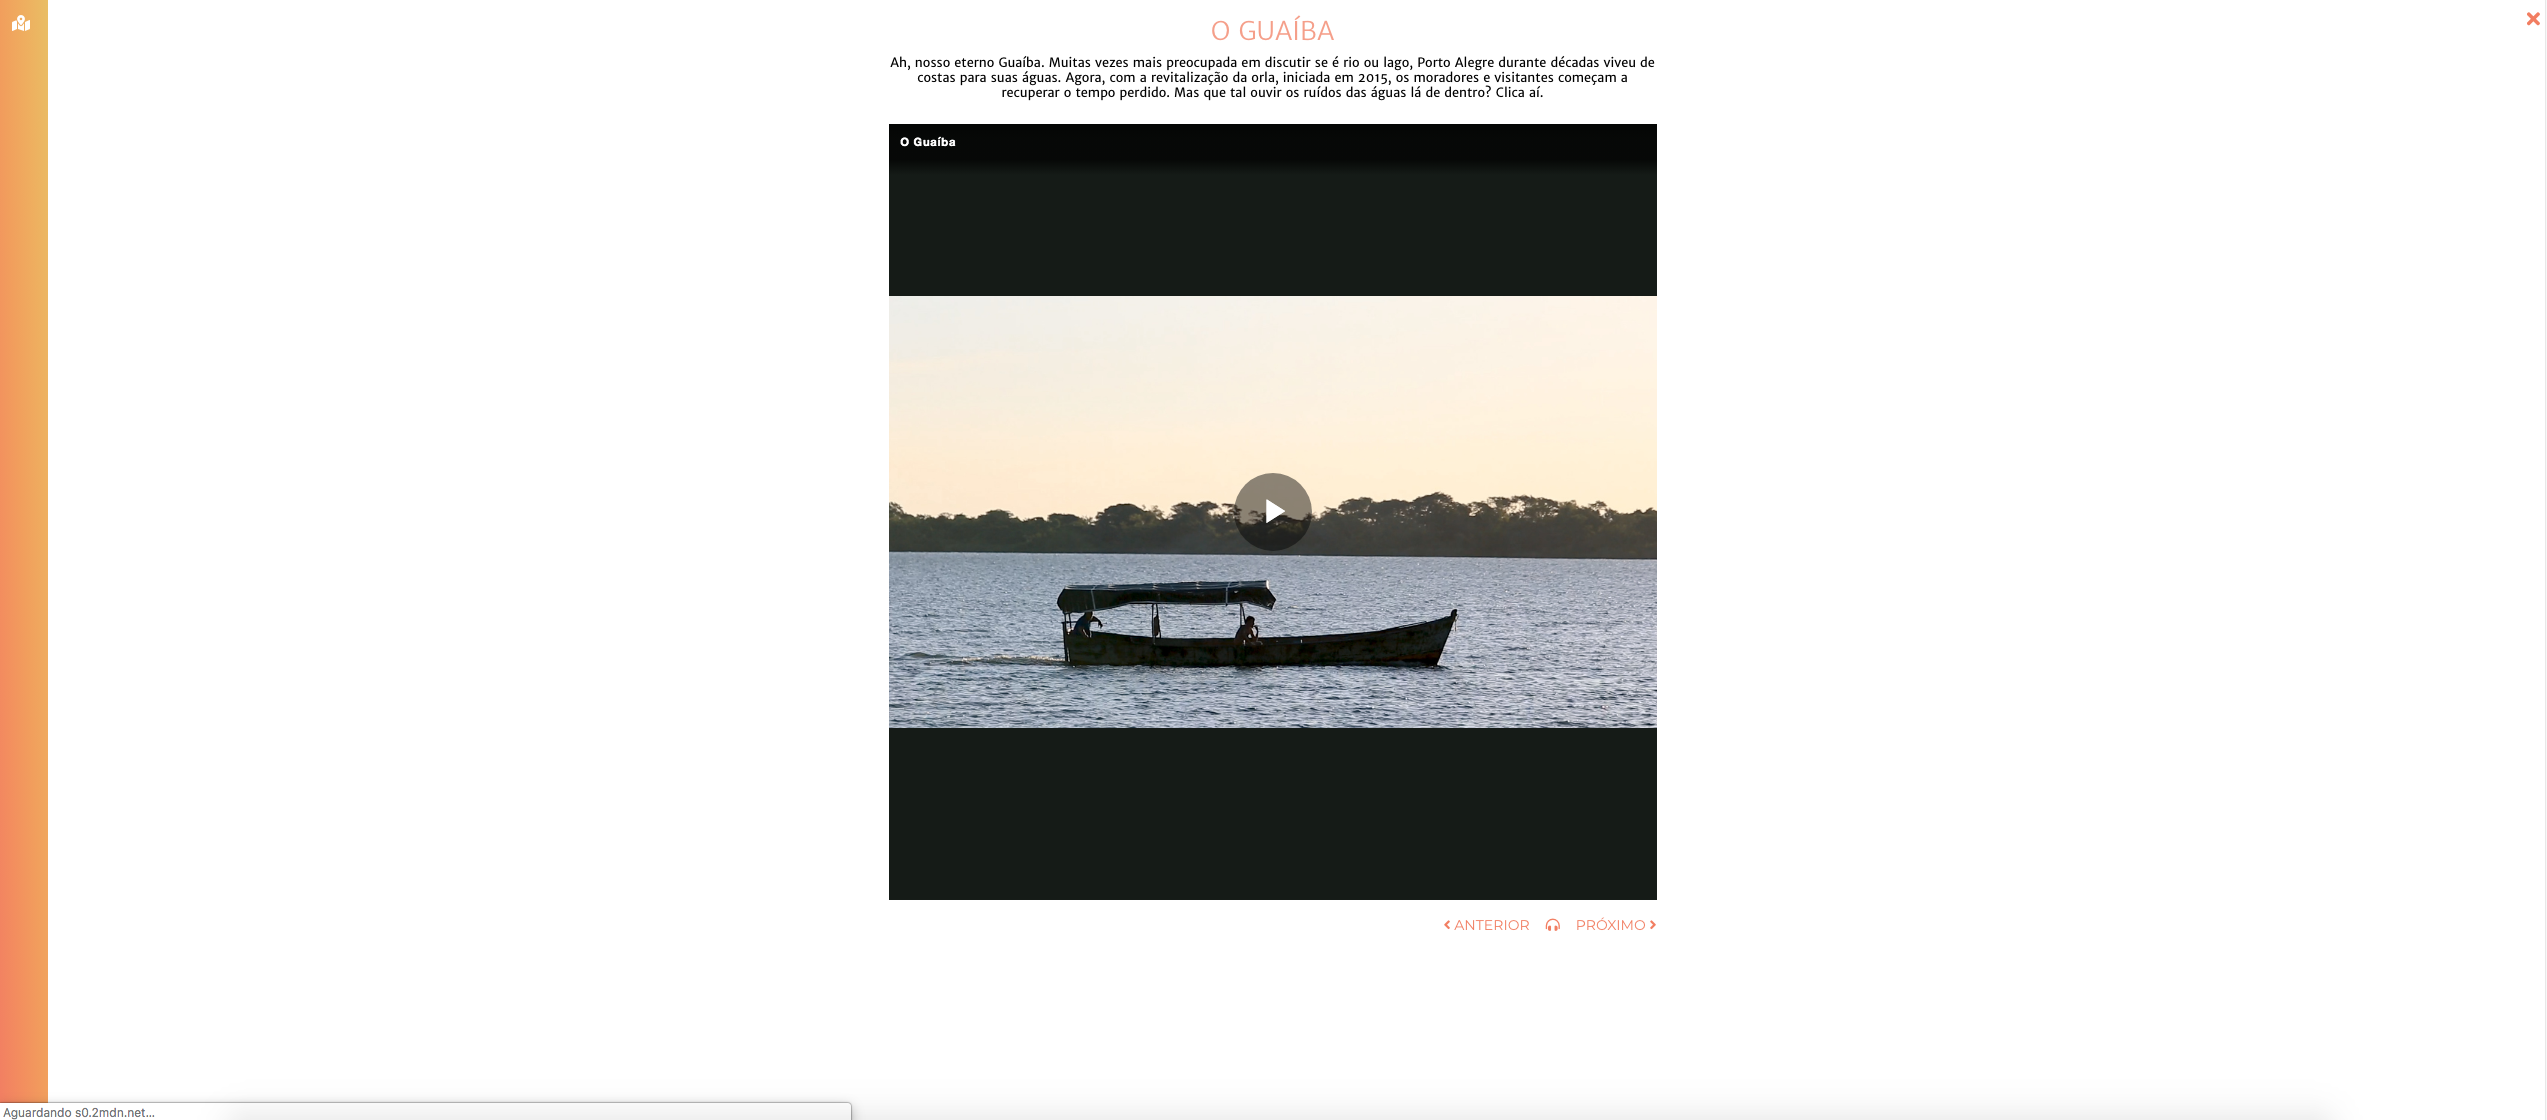 O GUAÍBA
Ah, nosso eterno Guaíba. Muitas vezes mais preocupada em discutir se é rio ou lago, Porto Alegre durante décadas viveu de
costas para suas águas. Agora, com a revitalização da orla, iniciada em 2015, os moradores e visitantes começam a
recuperar o tempo perdido. Mas que tal ouvir os ruídos das águas lá de dentro? Clica aí.
O Guaíba
ANTERIOR PRÓXIMO
Aguardando s0.2mdn.net...